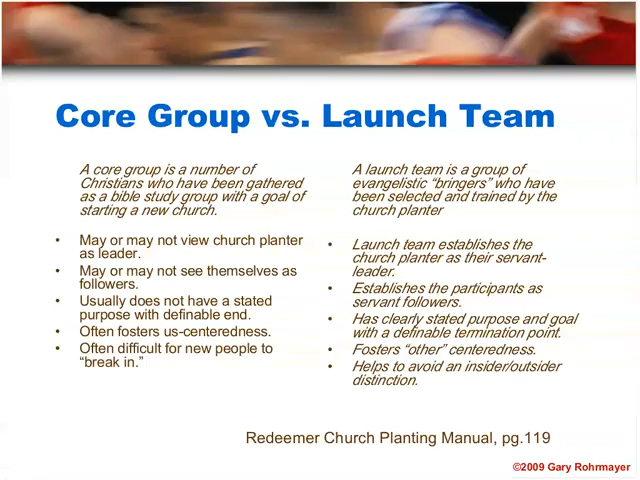 Core Group vs. Launch Team
A core group is a number of
Christians who have been gathered
as a bible study group with a goal of
starting a new church.
• May or may not view church planter
as leader.
• May or may not see themselves as
followers.
• Usually does not have a stated
purpose with definable end.
• Often fosters us-centeredness.
• Often difficult for new people to
“break in.”
A launch team is a group of
evangelistic “bringers” who have
been selected and trained by the
church planter
• Launch team establishes the
church planter as their servant-
leader.
• Establishes the participants as
servant followers.
• Has clearly stated purpose and goal
with a definable termination point.
• Fosters “other” centeredness.
• Helps to avoid an insider/outsider
distinction.
Redeemer Church Planting Manual, pg.119
©2009 Gary Rohrmayer